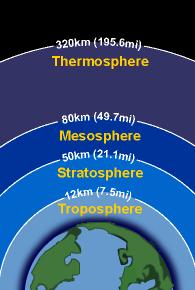 320km (195.6mi)
Thermosphere
80km (49.7mi)
Mesosphere
50km (21.1mi)
Stratosphere
12km (7.5mi)
Troposphere